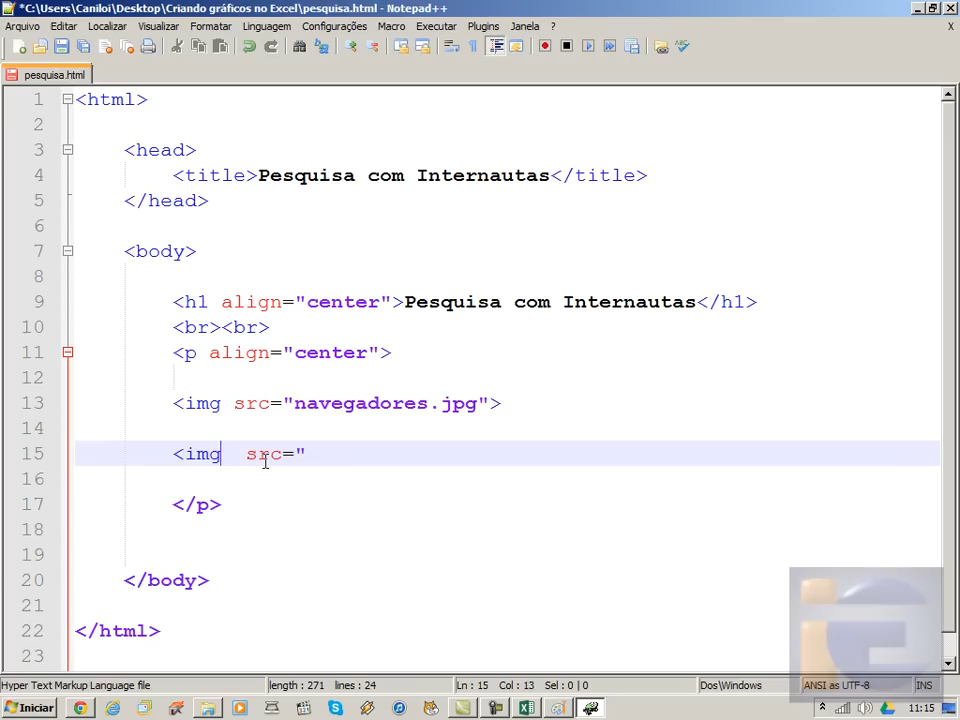 *C:\Users\Caniloi\Desktop\Criando gráficos no Excel\pesquisa.html - Notepad++
Arquivo Editar Localizar Visualizar Formatar Linguagem Configurações Macro Executar Plugins Janela ? X
pesquisa.html
1 <html>
2
3 <head>
4 <title>Pesquisa com Internautas</title>
5 </head>
6
7 <body>
8
9 <h1 align="center">Pesquisa com Internautas</h1>
10 <br><br>
11 <p align="center">
12
13 <img src="navegadores.jpg">
14
15 <img  src="
16
17 </p>
18
19
20 </body>
21
22 </html>
23
Hyper Text Markup Language file length : 271 lines : 24 Ln : 15 Col : 13 Sel : 0 | 0 Dos\Windows ANSI as UTF-8 INS
Iniciar 11:15